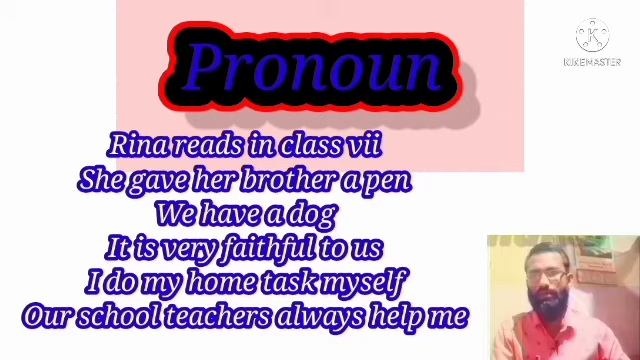 Pronoun
KINEMASTER
Rina reads in class vii
She gave her brother a pen
We have a dog
It is very faithful to us
I do my home task myself
Our school teachers always help me